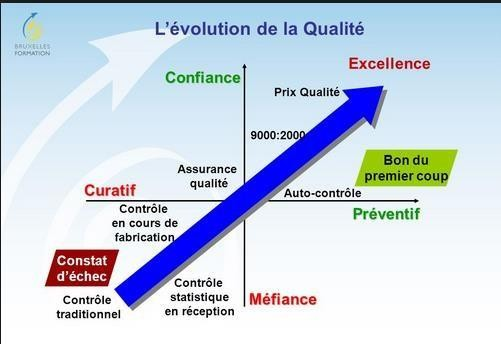 BRUXELLES
FORMATION
L'évolution de la Qualité
Confiance
Excellence
Prix Qualité
9000:2000
Bon du
premier coup
Assurance
qualité
Curatif
Auto-contrôle
Préventif
Contrôle
en cours de
fabrication
Constat
d'échec
Contrôle
traditionnel
Contrôle
statistique
en réception
Méfiance